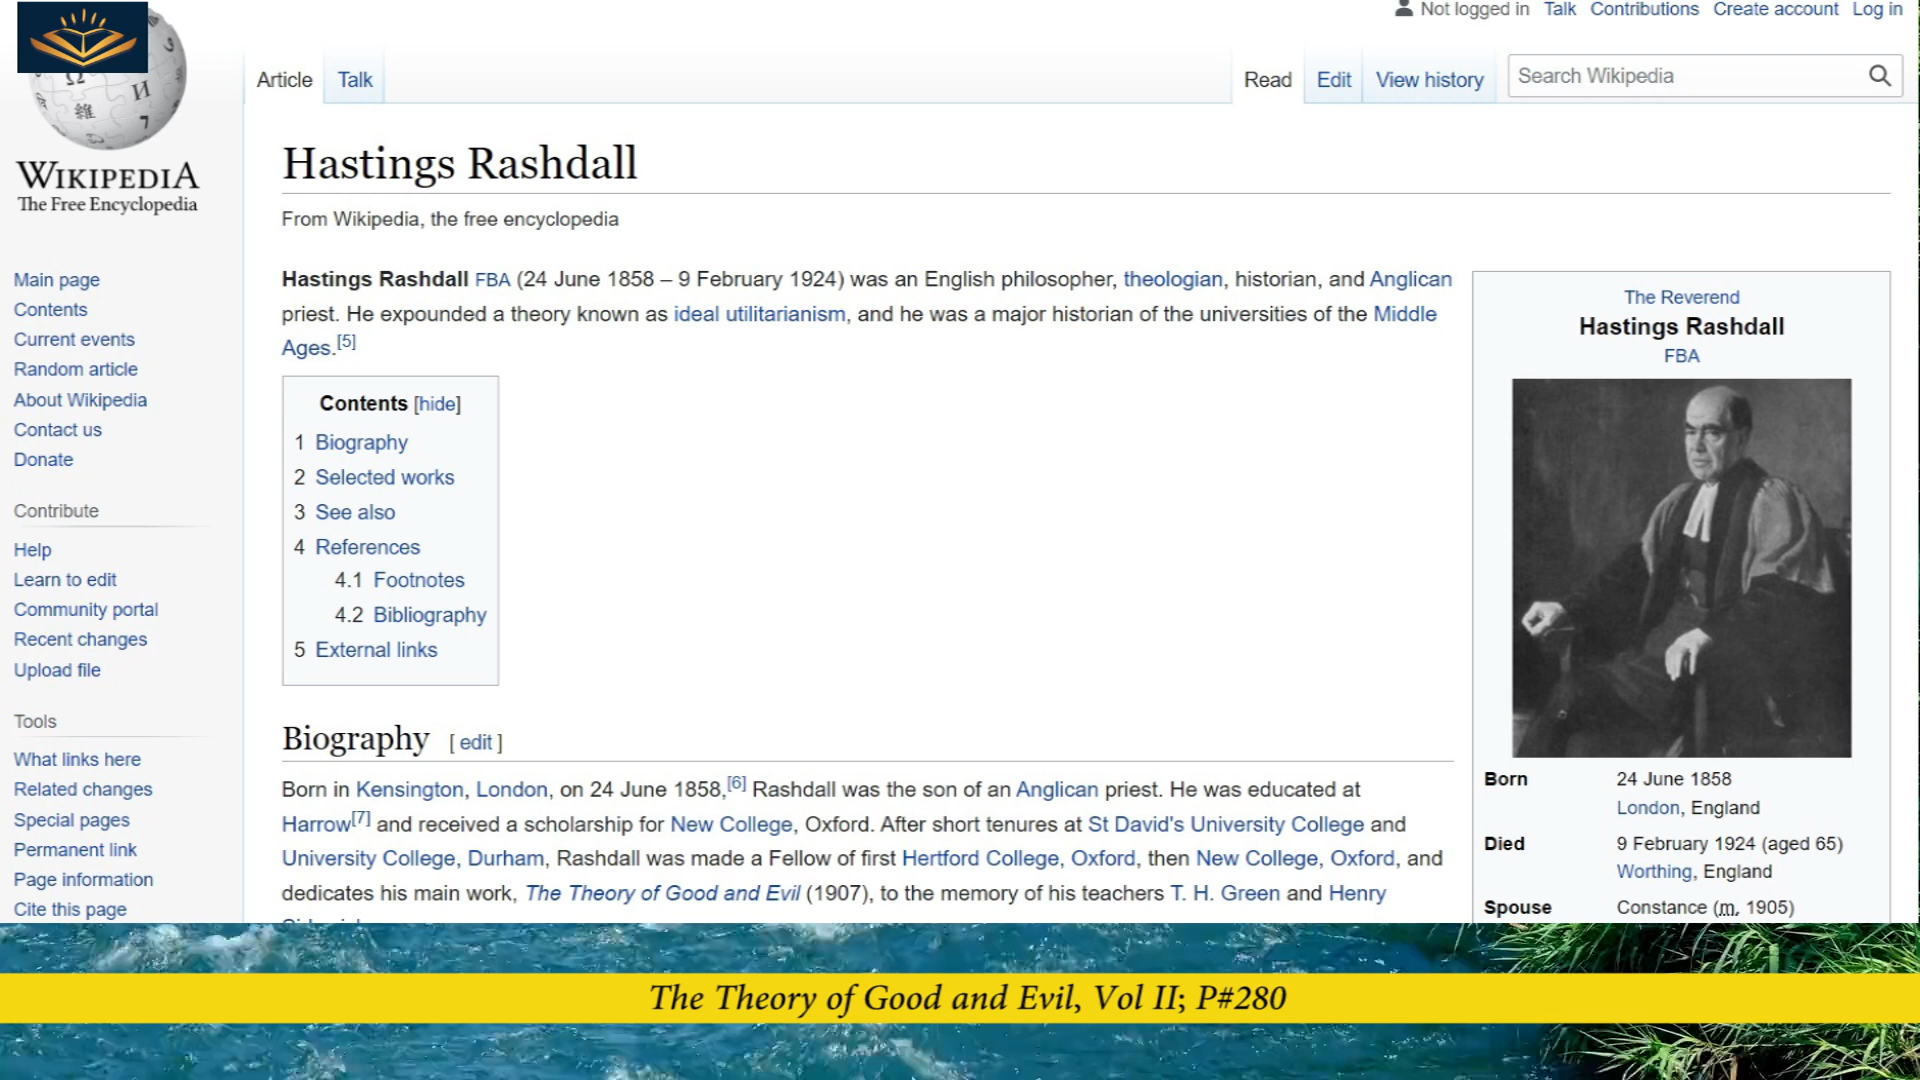 Not logged in Talk Contributions Create account Log in
Article Talk
Read Edit View history Search Wikipedia
WIKIPEDIA
The Free Encyclopedia
Main page
Contents
Current events
Random article
About Wikipedia
Contact us
Donate
Contribute
Help
Learn to edit
Community portal
Recent changes
Upload file
Tools
What links here
Related changes
Special pages
Permanent link
Page information
Cite this page
Hastings Rashdall
From Wikipedia, the free encyclopedia
Hastings Rashdall FBA (24 June 1858 – 9 February 1924) was an English philosopher, theologian, historian, and Anglican
priest. He expounded a theory known as ideal utilitarianism, and he was a major historian of the universities of the Middle
Ages.[5]
Contents [hide]
1 Biography
2 Selected works
3 See also
4 References
4.1 Footnotes
4.2 Bibliography
5 External links
Biography [ edit ]
Born in Kensington, London, on 24 June 1858,[6] Rashdall was the son of an Anglican priest. He was educated at
Harrow[7] and received a scholarship for New College, Oxford. After short tenures at St David's University College and
University College, Durham, Rashdall was made a Fellow of first Hertford College, Oxford, then New College, Oxford, and
dedicates his main work, The Theory of Good and Evil (1907), to the memory of his teachers T. H. Green and Henry
The Reverend
Hastings Rashdall
FBA
Born 24 June 1858
London, England
Died 9 February 1924 (aged 65)
Worthing, England
Spouse Constance (m. 1905)
The Theory of Good and Evil, Vol II; P#280